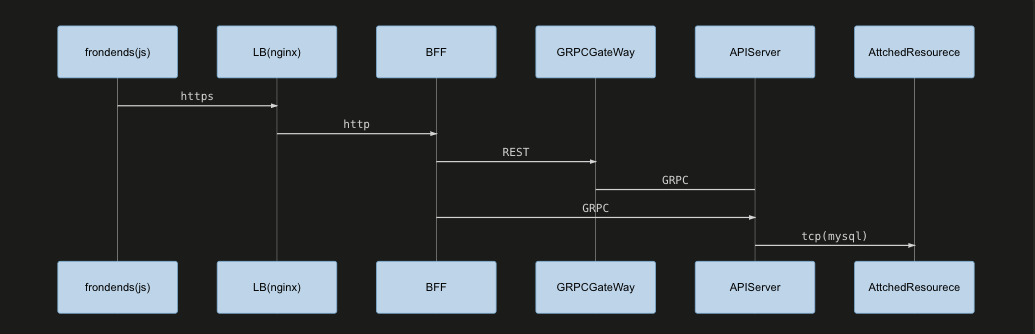 frondends(js)
LB(nginx)
BFF
GRPCGateWay
APIServer
AttchedResourece
https
http
REST
GRPC
GRPC
tcp(mysql)
frondends(js)
LB(nginx)
BFF
GRPCGateWay
APIServer
AttchedResourece